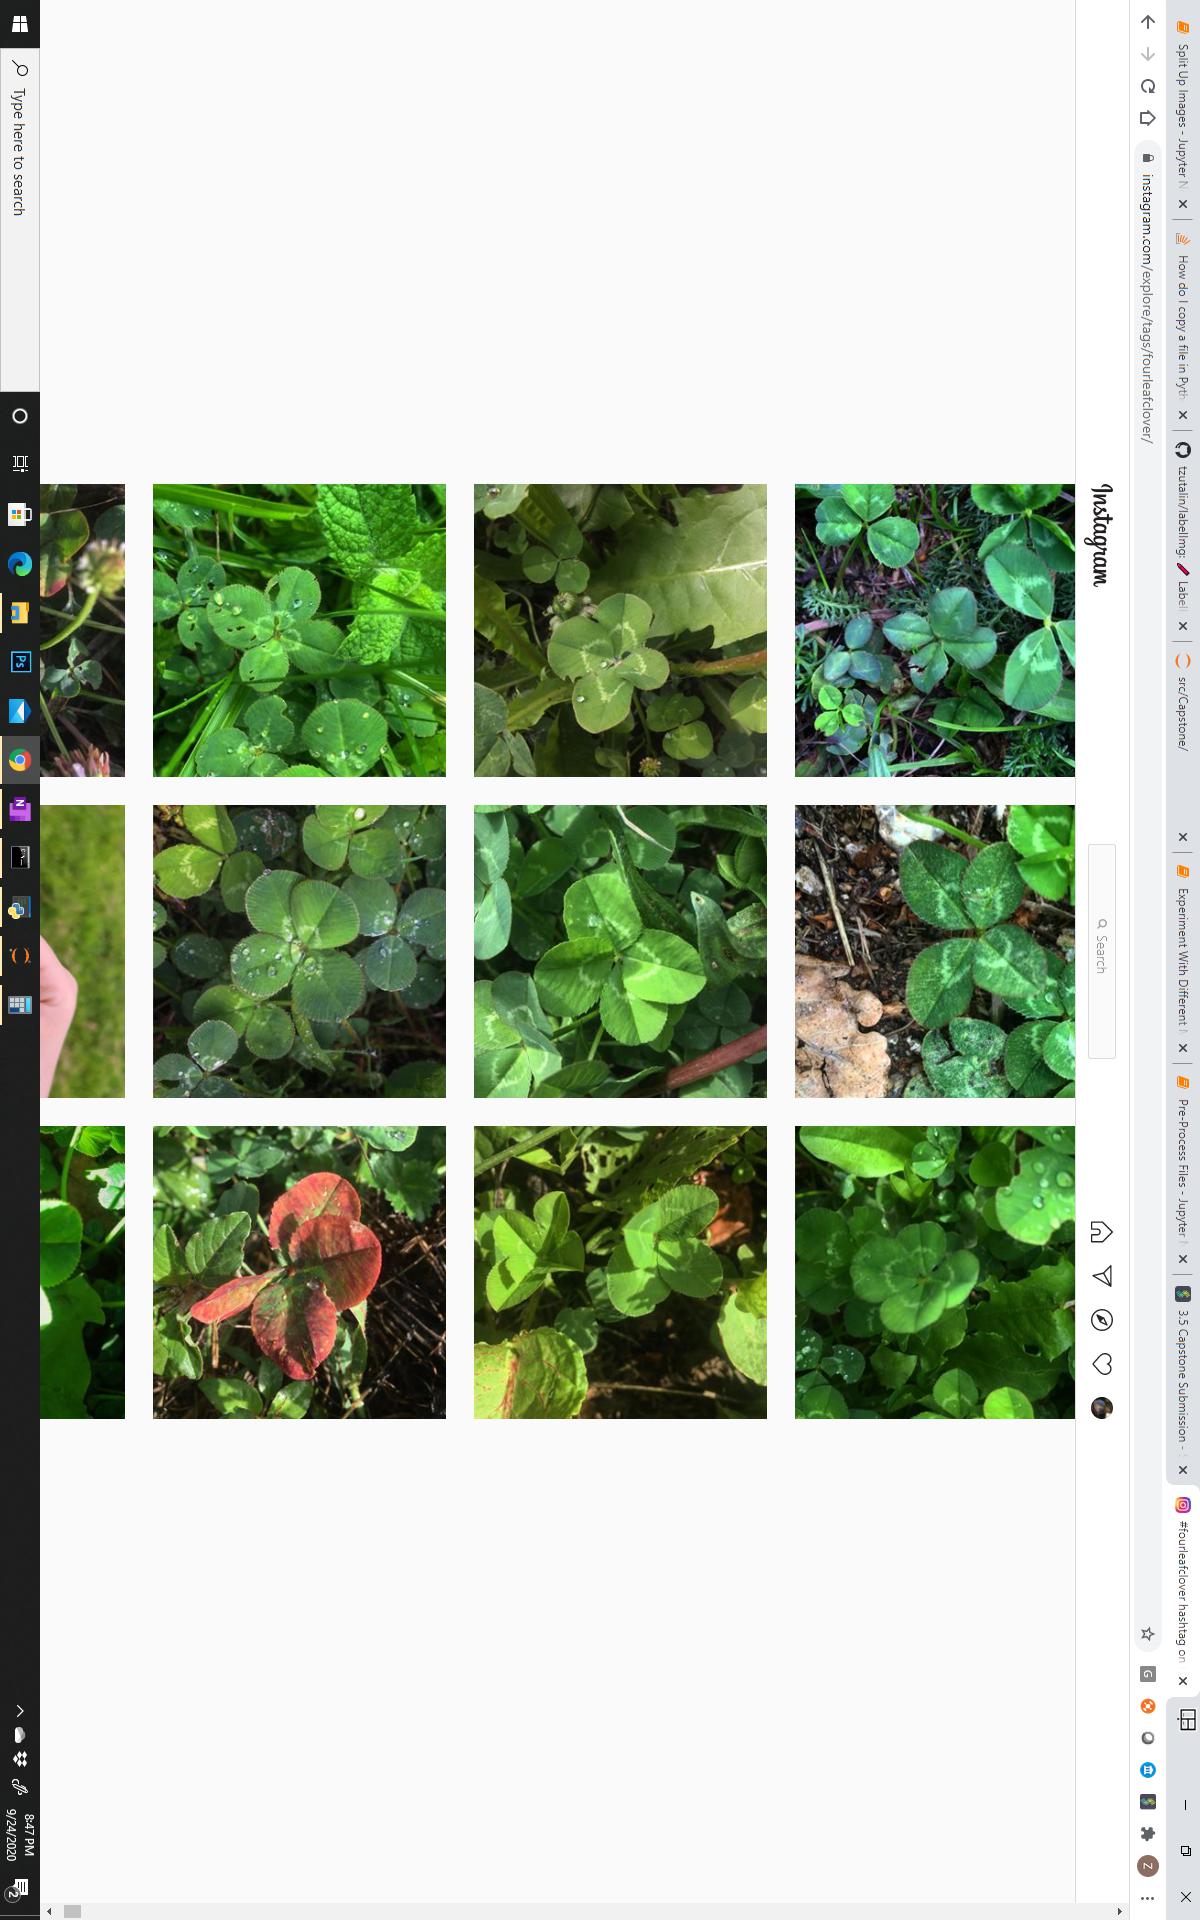 Split Up Images - Jupyter N
How do I copy a file in Pyth
tzutalin/labelImg: Label
src/Capstone/
Experiment With Different
Pre-Process Files - Jupyter
3.5 Capstone Submission -
#fourleafclover hashtag on
instagram.com/explore/tags/fourleafclover/
G
Z
Instagram
Search
Type here to search
Ps
N
8:47 PM
9/24/2020
2